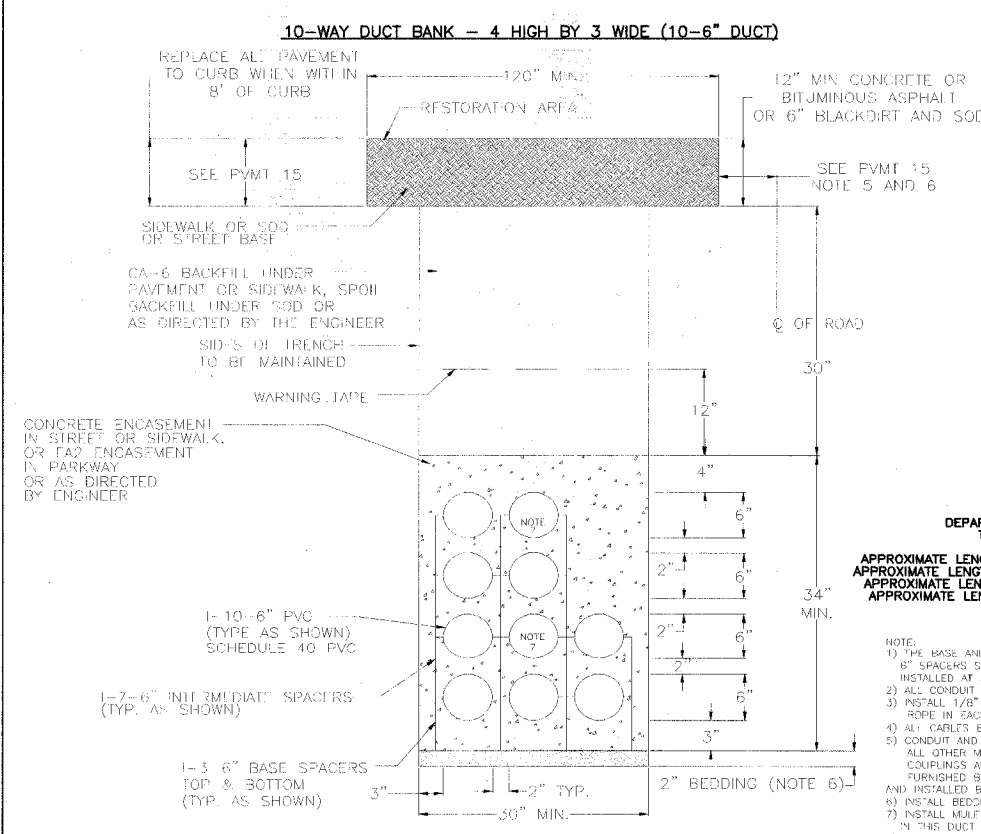 10-WAY DUCT BANK - 4 HIGH BY 3 WIDE (10-6" DUCT)
REPLACE ALL PAVEMENT
TO CURB WHEN WITHIN
8' OF CURB
120" MIN.
RESTORATION AREA
12" MIN CONCRETE OR
BITUMINOUS ASPHALT
OR 6" BLACKDIRT AND SOD
SEE PVMT 15
SEE PVMT 15
NOTE 5 AND 6
SIDEWALK OR SOD
OR STREET BASE
CA-6 BACKFILL UNDER
PAVEMENT OR SIDEWALK, SPOIL
BACKFILL UNDER SOD OR
AS DIRECTED BY THE ENGINEER
SIDES OF TRENCH
TO BE MAINTAINED
℄ OF ROAD
30"
WARNING TAPE
12"
CONCRETE ENCASEMENT
IN STREET OR SIDEWALK,
OR FA2 ENCASEMENT
IN PARKWAY
OR AS DIRECTED
BY ENGINEER
4"
NOTE
7
6"
2"
6"
34"
MIN.
1-10-6" PVC
(TYPE AS SHOWN)
SCHEDULE 40 PVC
NOTE
7
2"
6"
2"
1-7-6" INTERMEDIATE SPACERS
(TYP. AS SHOWN)
6"
3"
1-3 6" BASE SPACERS
TOP & BOTTOM
(TYP. AS SHOWN)
3"
2" TYP.
2" BEDDING (NOTE 6)
30" MIN.
DEPAR
APPROXIMATE LENG
APPROXIMATE LENGT
APPROXIMATE LEN
APPROXIMATE LEN
NOTE:
1) THE BASE AND
6" SPACERS S
INSTALLED AT
2) ALL CONDUIT
3) INSTALL 1/8"
ROPE IN EAC
4) ALL CABLES B
5) CONDUIT AND
ALL OTHER M
COUPLINGS A
FURNISHED B
AND INSTALLED B
6) INSTALL BEDD
7) INSTALL MULE
IN THIS DUCT